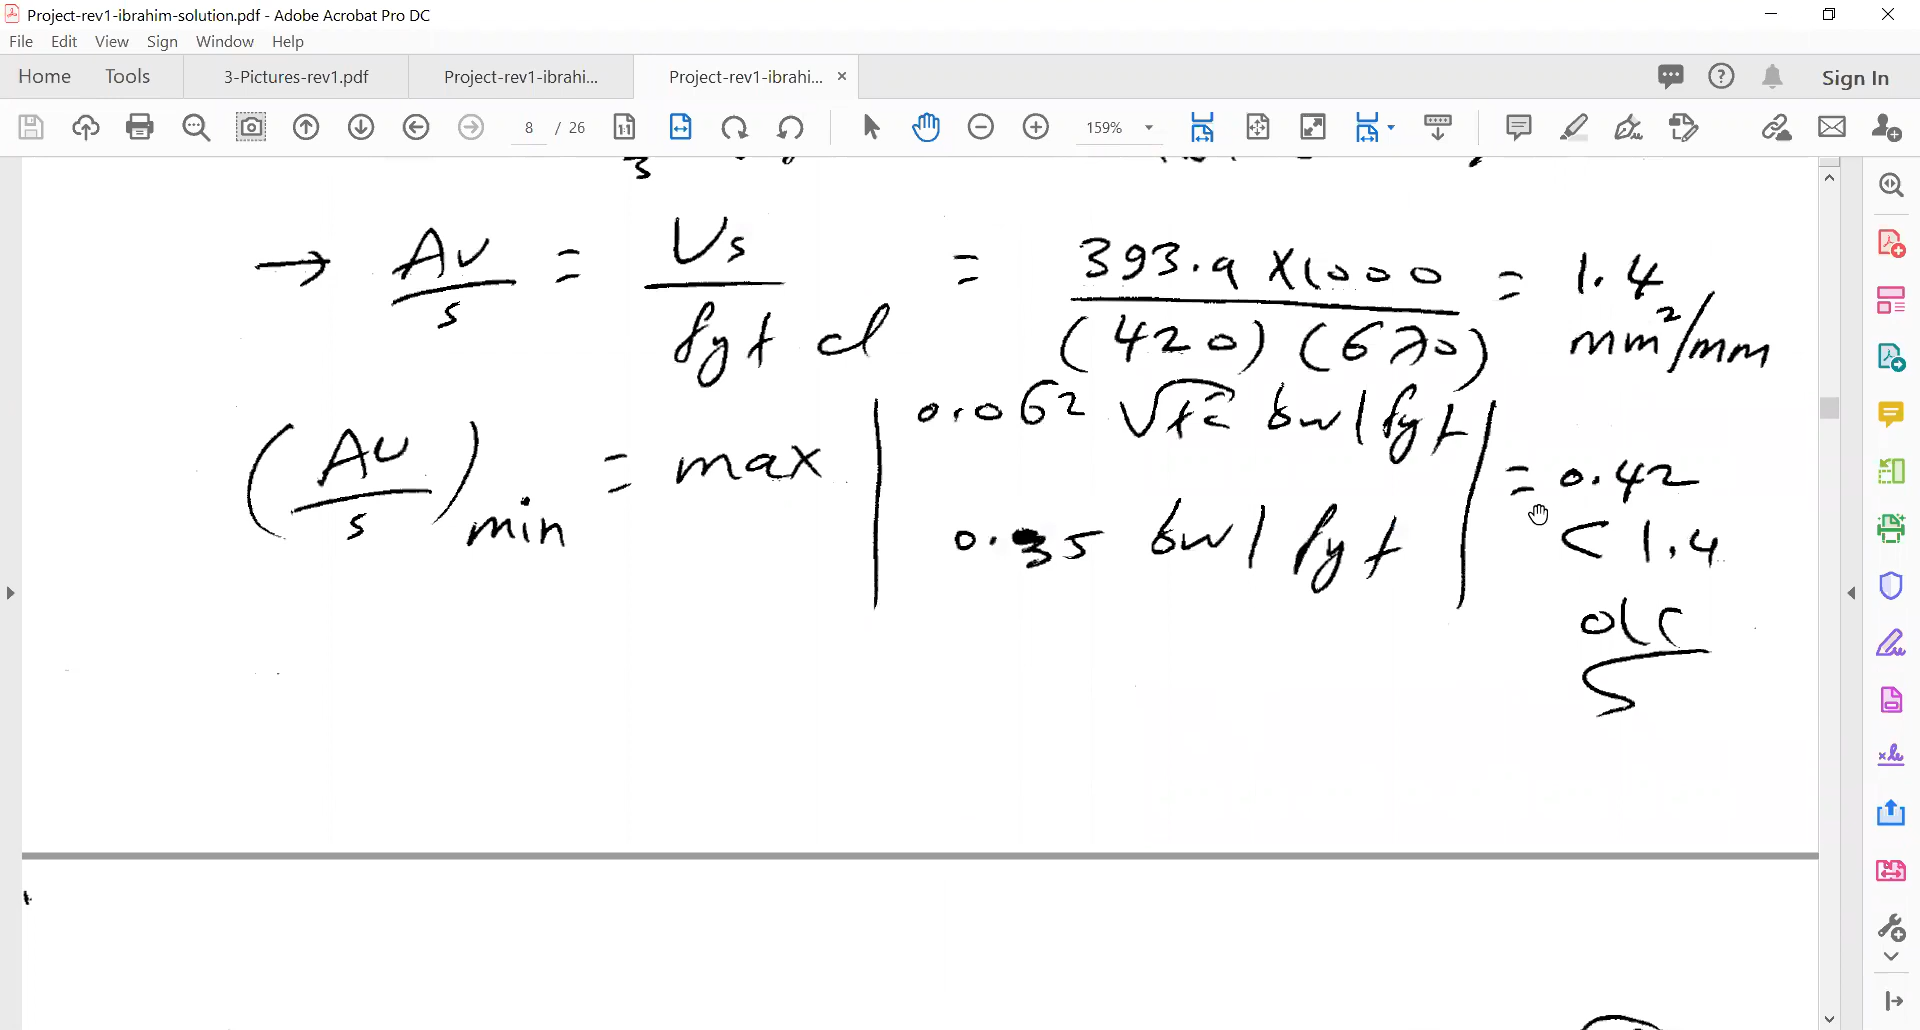 Project-rev1-ibrahim-solution.pdf - Adobe Acrobat Pro DC
File Edit View Sign Window Help
Home Tools 3-Pictures-rev1.pdf Project-rev1-ibrahi... Project-rev1-ibrahi... ×
Sign In
8 / 26 159%
3
→ Av/s = Vs / fyt d = 393.9 X1000 / (420) (670) = 1.4 mm²/mm
(Av/s) min = max | 0.062 √fc bw / fyt | = 0.42
0.35 bw / fyt
< 1.4
ok